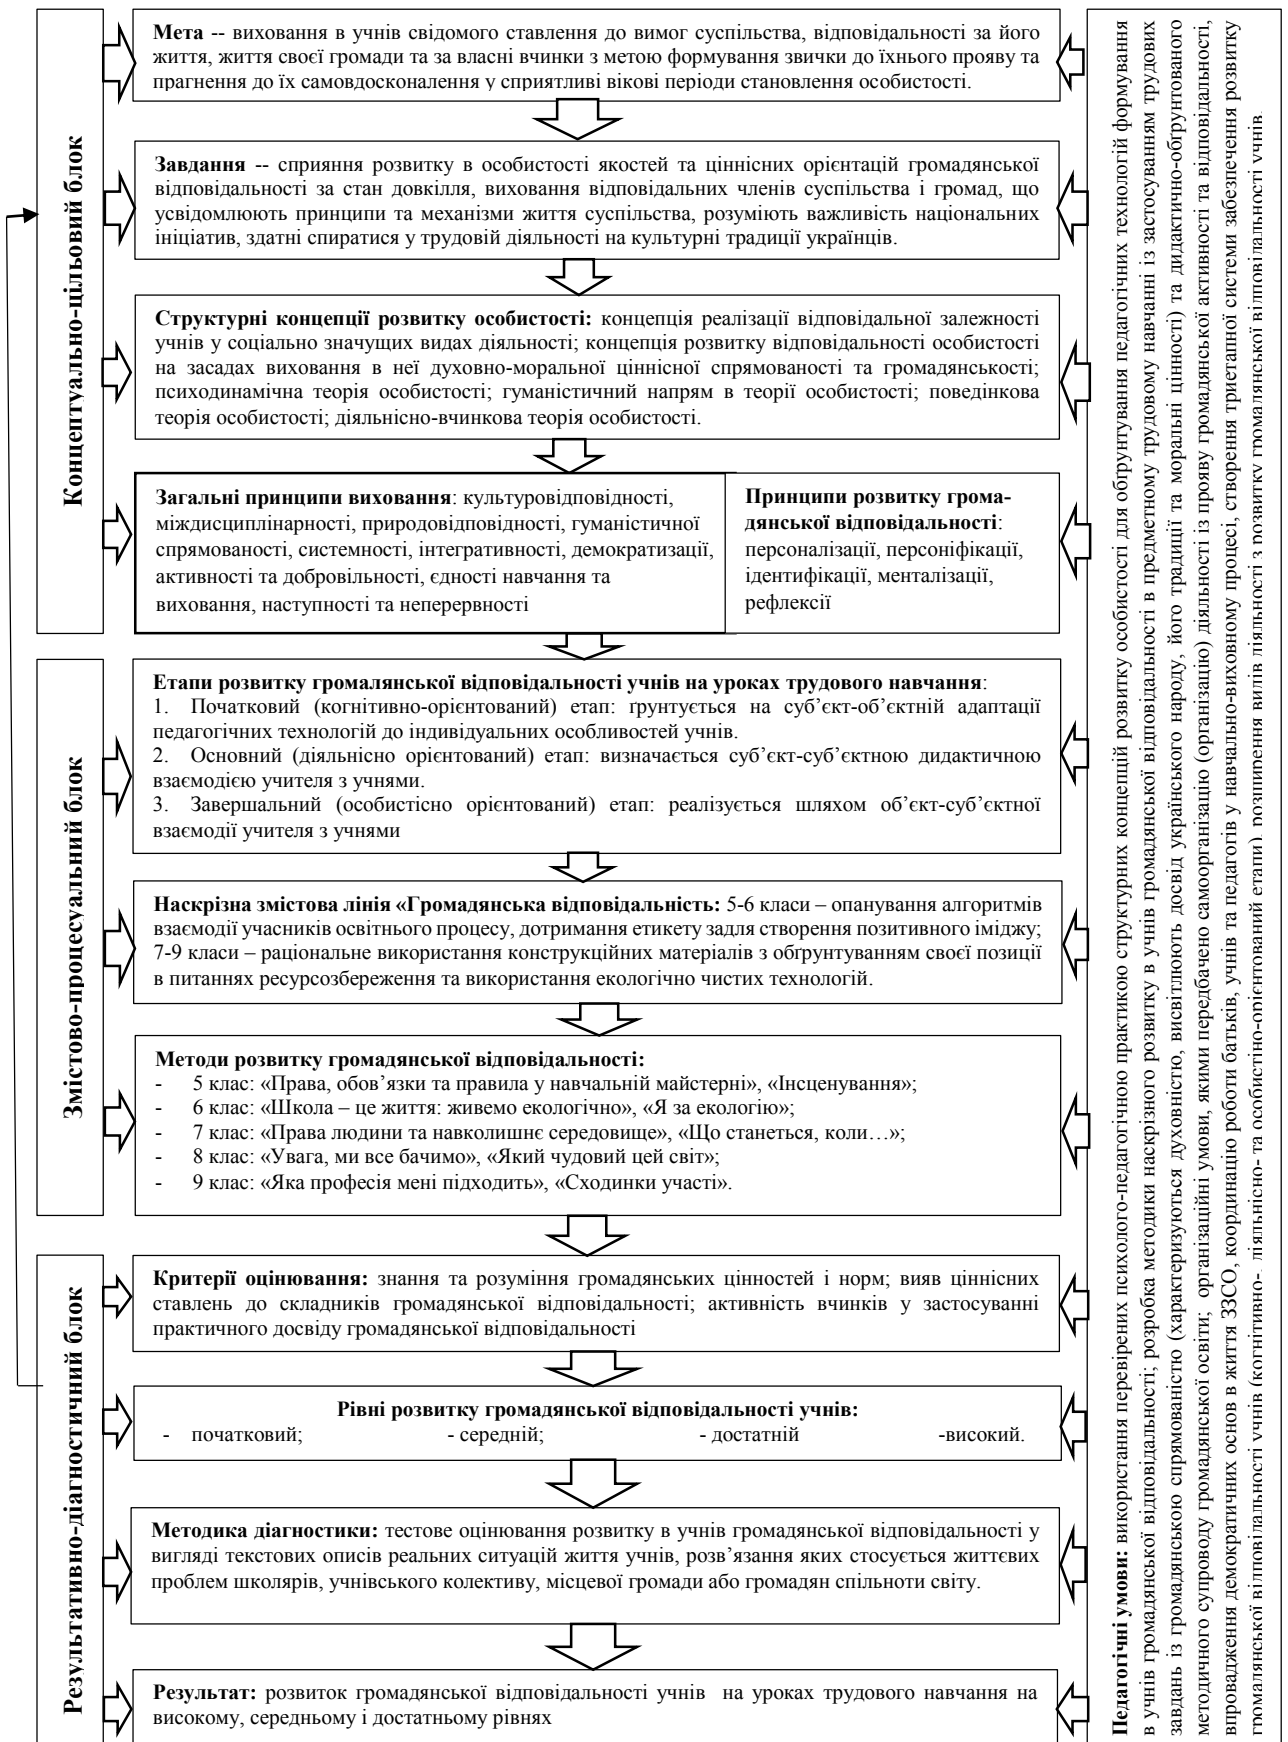 Концептуально-цільовий блок
Мета -- виховання в учнів свідомого ставлення до вимог суспільства, відповідальності за його
життя, життя своєї громади та за власні вчинки з метою формування звички до їхнього прояву та
прагнення до їх самовдосконалення у сприятливі вікові періоди становлення особистості.
Завдання -- сприяння розвитку в особистості якостей та ціннісних орієнтацій громадянської
відповідальності за стан довкілля, виховання відповідальних членів суспільства і громад, що
усвідомлюють принципи та механізми життя суспільства, розуміють важливість національних
ініціатив, здатні спиратися у трудовій діяльності на культурні традиції українців.
Структурні концепції розвитку особистості: концепція реалізації відповідальної залежності
учнів у соціально значущих видах діяльності; концепція розвитку відповідальності особистості
на засадах виховання в неї духовно-моральної ціннісної спрямованості та громадянськості;
психодинамічна теорія особистості; гуманістичний напрям в теорії особистості; поведінкова
теорія особистості; діяльнісно-вчинкова теорія особистості.
Загальні принципи виховання: культуровідповідності,
міждисциплінарності, природовідповідності, гуманістичної
спрямованості, системності, інтегративності, демократизації,
активності та добровільності, єдності навчання та
виховання, наступності та неперервності
Принципи розвитку грома-
дянської відповідальності:
персоналізації, персоніфікації,
ідентифікації, менталізації,
рефлексії
Змістово-процесуальний блок
Етапи розвитку громалянської відповідальності учнів на уроках трудового навчання:
1. Початковий (когнітивно-орієнтований) етап: ґрунтується на суб’єкт-об’єктній адаптації
педагогічних технологій до індивідуальних особливостей учнів.
2. Основний (діяльнісно орієнтований) етап: визначається суб’єкт-суб’єктною дидактичною
взаємодією учителя з учнями.
3. Завершальний (особистісно орієнтований) етап: реалізується шляхом об’єкт-суб’єктної
взаємодії учителя з учнями
Наскрізна змістова лінія «Громадянська відповідальність: 5-6 класи – опанування алгоритмів
взаємодії учасників освітнього процесу, дотримання етикету задля створення позитивного іміджу;
7-9 класи – раціональне використання конструкційних матеріалів з обґрунтуванням своєї позиції
в питаннях ресурсозбереження та використання екологічно чистих технологій.
Методи розвитку громадянської відповідальності:
- 5 клас: «Права, обов’язки та правила у навчальній майстерні», «Інсценування»;
- 6 клас: «Школа – це життя: живемо екологічно», «Я за екологію»;
- 7 клас: «Права людини та навколишнє середовище», «Що станеться, коли…»;
- 8 клас: «Увага, ми все бачимо», «Який чудовий цей світ»;
- 9 клас: «Яка професія мені підходить», «Сходинки участі».
Результативно-діагностичний блок
Критерії оцінювання: знання та розуміння громадянських цінностей і норм; вияв ціннісних
ставлень до складників громадянської відповідальності; активність вчинків у застосуванні
практичного досвіду громадянської відповідальності
Рівні розвитку громадянської відповідальності учнів:
- початковий; - середній; - достатній -високий.
Методика діагностики: тестове оцінювання розвитку в учнів громадянської відповідальності у
вигляді текстових описів реальних ситуацій життя учнів, розв’язання яких стосується життєвих
проблем школярів, учнівського колективу, місцевої громади або громадян спільноти світу.
Результат: розвиток громадянської відповідальності учнів на уроках трудового навчання на
високому, середньому і достатньому рівнях
Педагогічні умови: використання перевірених психолого-педагогічною практикою структурних концепцій розвитку особистості для обґрунтування педагогічних технологій формування
в учнів громадянської відповідальності; розробка методики наскрізного розвитку в учнів громадянської відповідальності в предметному трудовому навчанні із застосуванням трудових
завдань із громадянською спрямованістю (характеризуються духовністю, висвітлюють досвід українського народу, його традиції та моральні цінності) та дидактично-обґрунтованого
методичного супроводу громадянської освіти; організаційні умови, якими передбачено самоорганізацію (організацію) діяльності із прояву громадянської активності та відповідальності,
впровадження демократичних основ в життя ЗЗСО, координацію роботи батьків, учнів та педагогів у навчально-виховному процесі, створення триетапної системи забезпечення розвитку
громадянської відповідальності учнів (когнітивно-, діяльнісно- та особистісно-орієнтований етапи), розширення видів діяльності з розвитку громадянської відповідальності учнів.